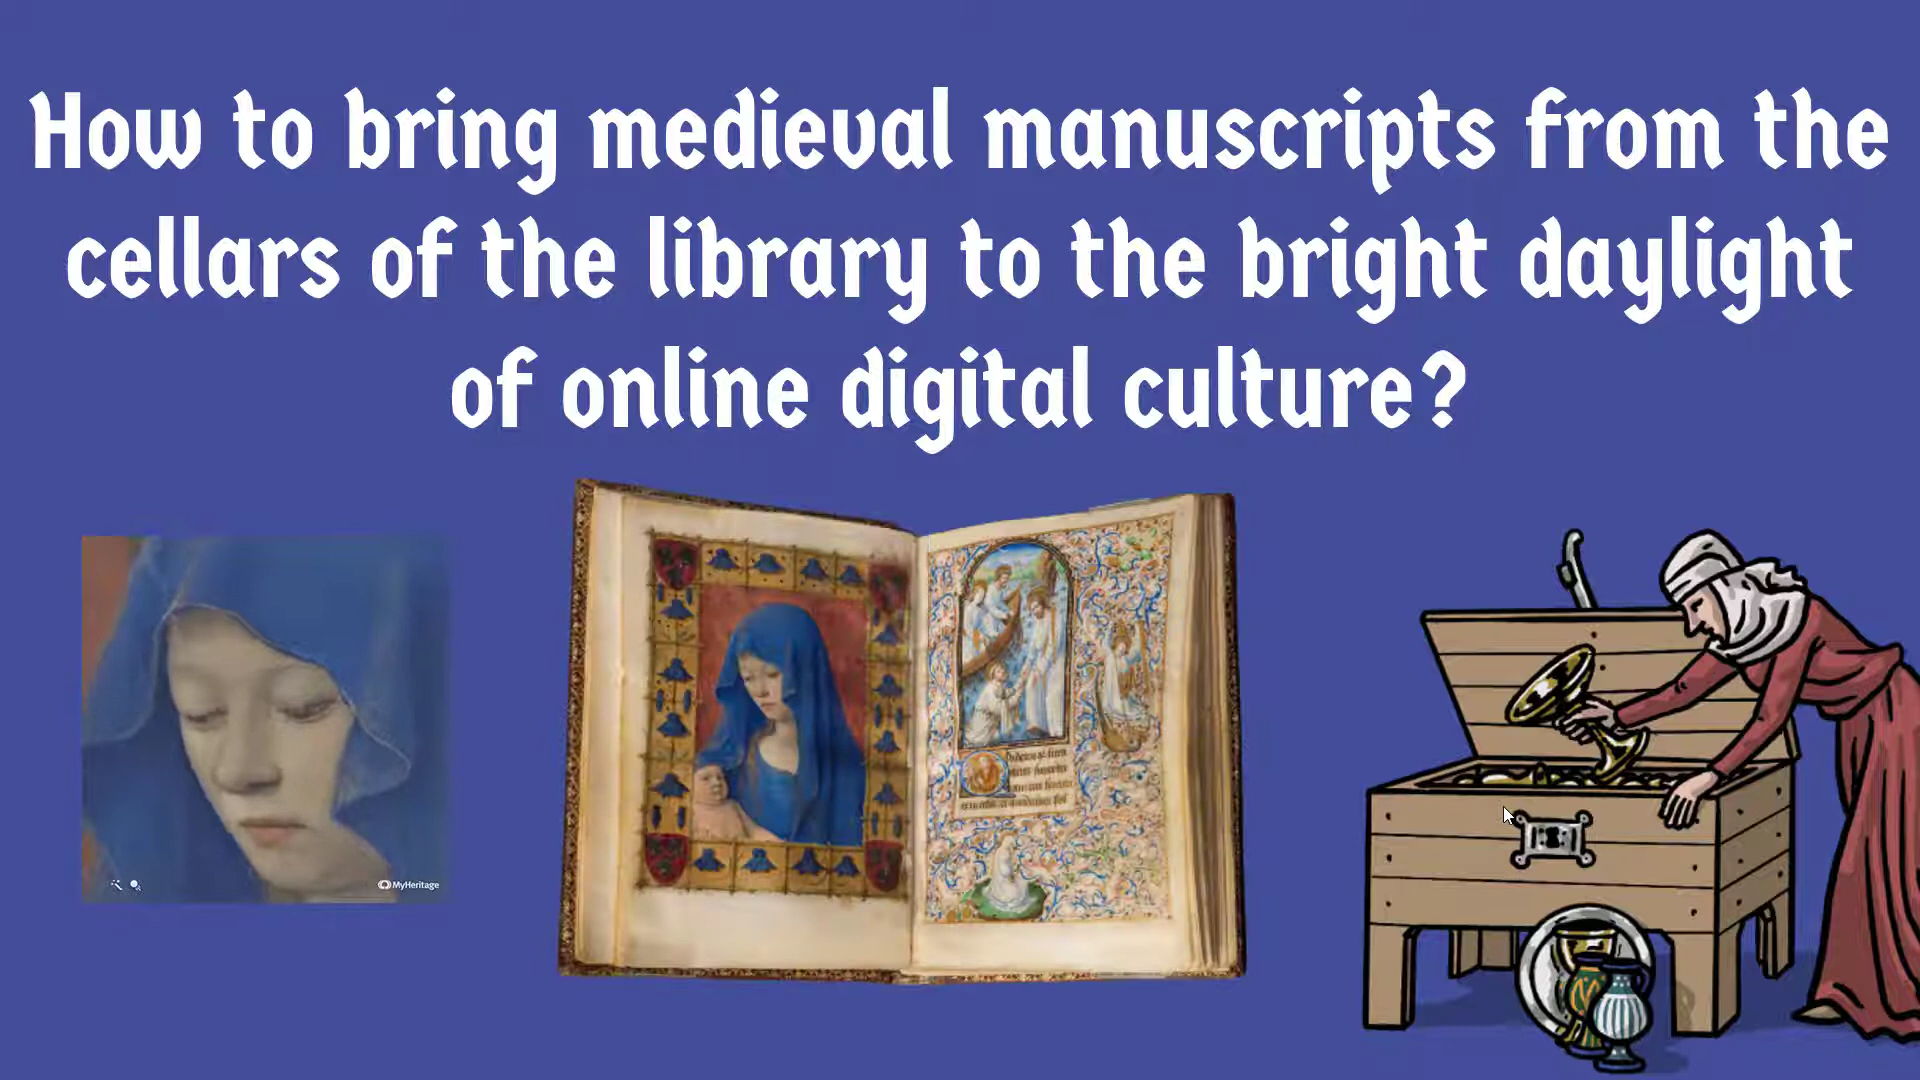 How to bring medieval manuscripts from the
cellars of the library to the bright daylight
of online digital culture?
MyHeritage